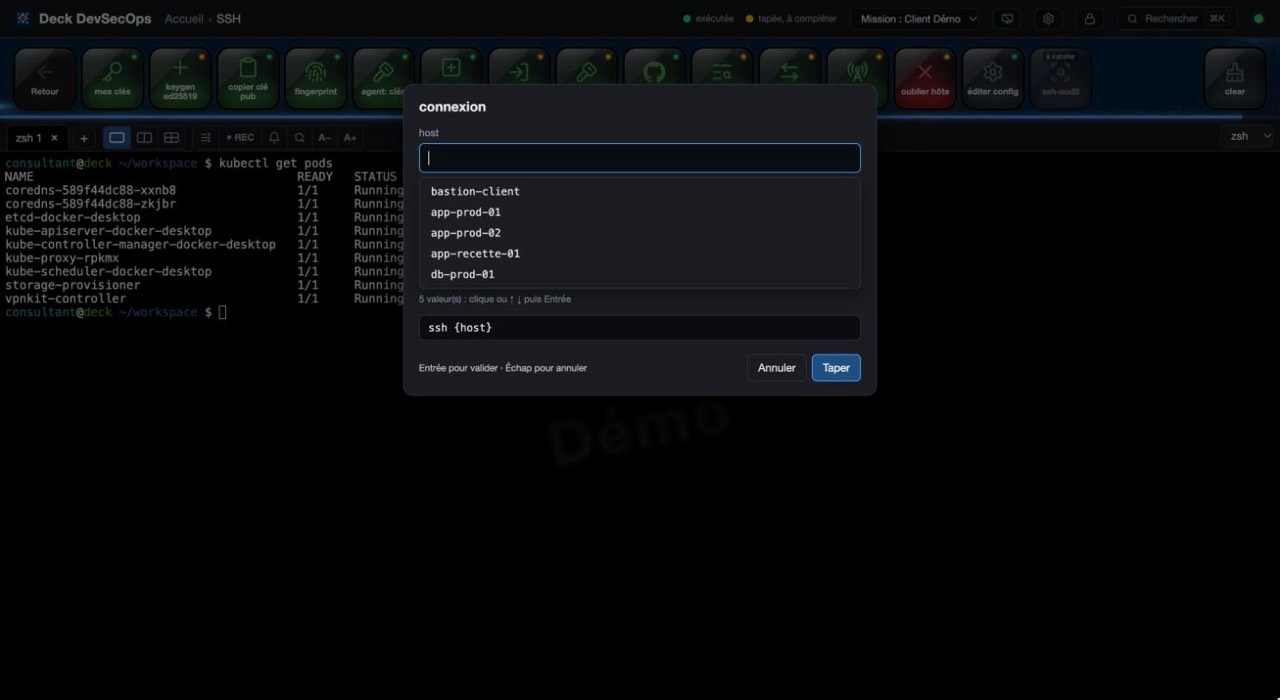 Deck DevSecOps Accueil › SSH
exécutée tapée, à compléter Mission : Client Démo Rechercher ⌘K
Retour
mes clés
keygen
ed25519
copier clé
pub
fingerprint
agent: clés
oublier hôte
éditer config
à installer
ssh-audit
clear
zsh 1 × + • REC A− A+ zsh
connexion
host
bastion-client
app-prod-01
app-prod-02
app-recette-01
db-prod-01
5 valeur(s) : clique ou ↑ ↓ puis Entrée
ssh {host}
Entrée pour valider · Échap pour annuler Annuler Taper
consultant@deck ~/workspace $ kubectl get pods
NAME READY STATUS
coredns-589f44dc88-xxnb8 1/1 Running
coredns-589f44dc88-zkjbr 1/1 Running
etcd-docker-desktop 1/1 Running
kube-apiserver-docker-desktop 1/1 Running
kube-controller-manager-docker-desktop 1/1 Running
kube-proxy-rpkmx 1/1 Running
kube-scheduler-docker-desktop 1/1 Running
storage-provisioner 1/1 Running
vpnkit-controller 1/1 Running
consultant@deck ~/workspace $
Démo